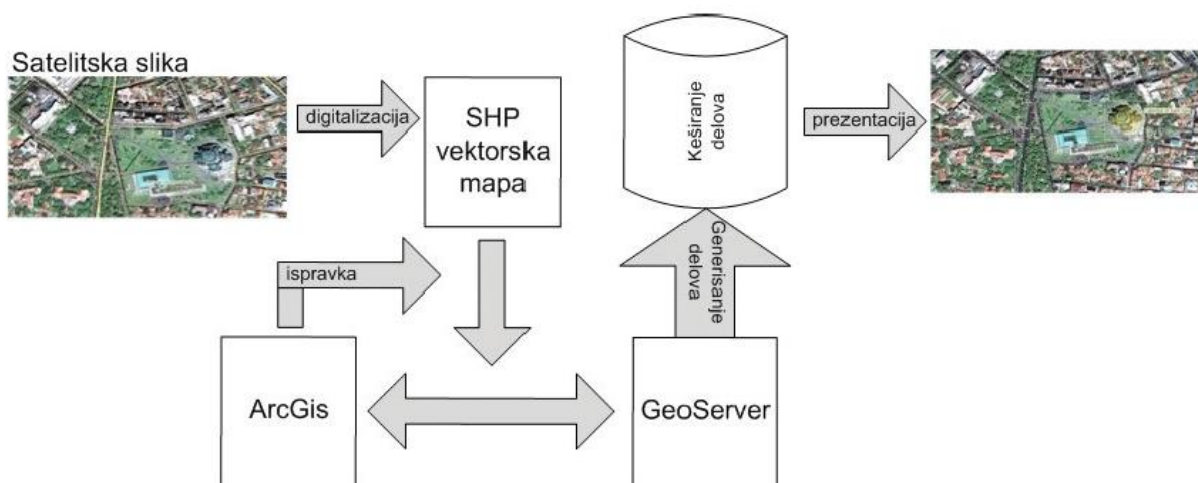 Satelitska slika
digitalizacija
SHP
vektorska
mapa
Keširanje
delova
prezentacija
ispravka
Generisanje
delova
ArcGis
GeoServer